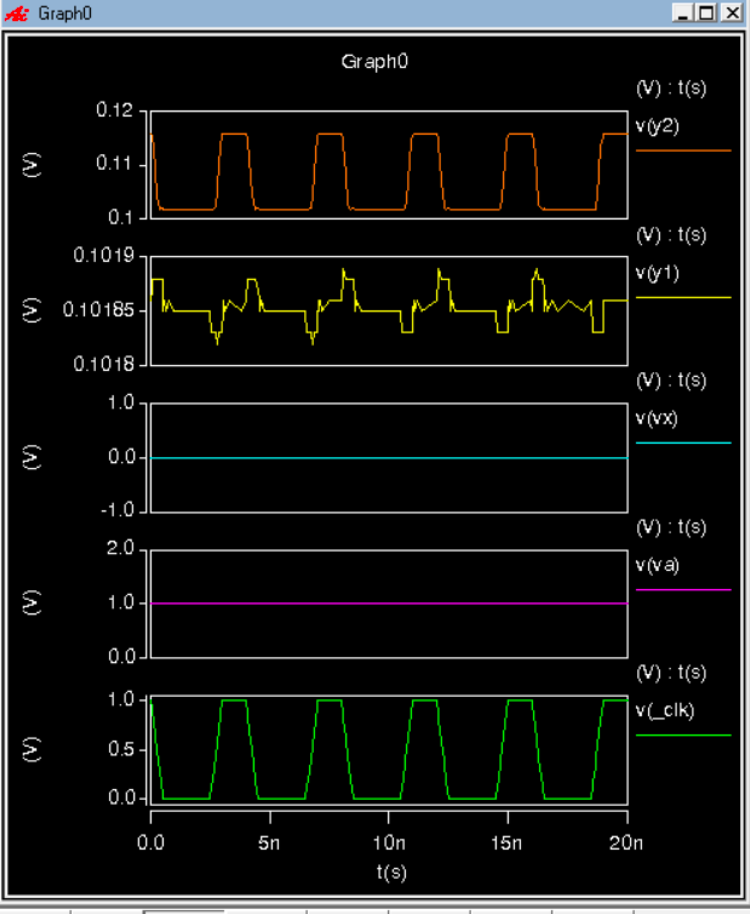 Graph0
Graph0
(V) : t(s)
v(y2)
0.12
0.11
0.1
(V)
(V) : t(s)
v(y1)
0.1019
0.10185
0.1018
(V)
(V) : t(s)
v(vx)
1.0
0.0
-1.0
(V)
(V) : t(s)
v(va)
2.0
1.0
0.0
(V)
(V) : t(s)
v(_clk)
1.0
0.5
0.0
(V)
0.0 5n 10n 15n 20n
t(s)